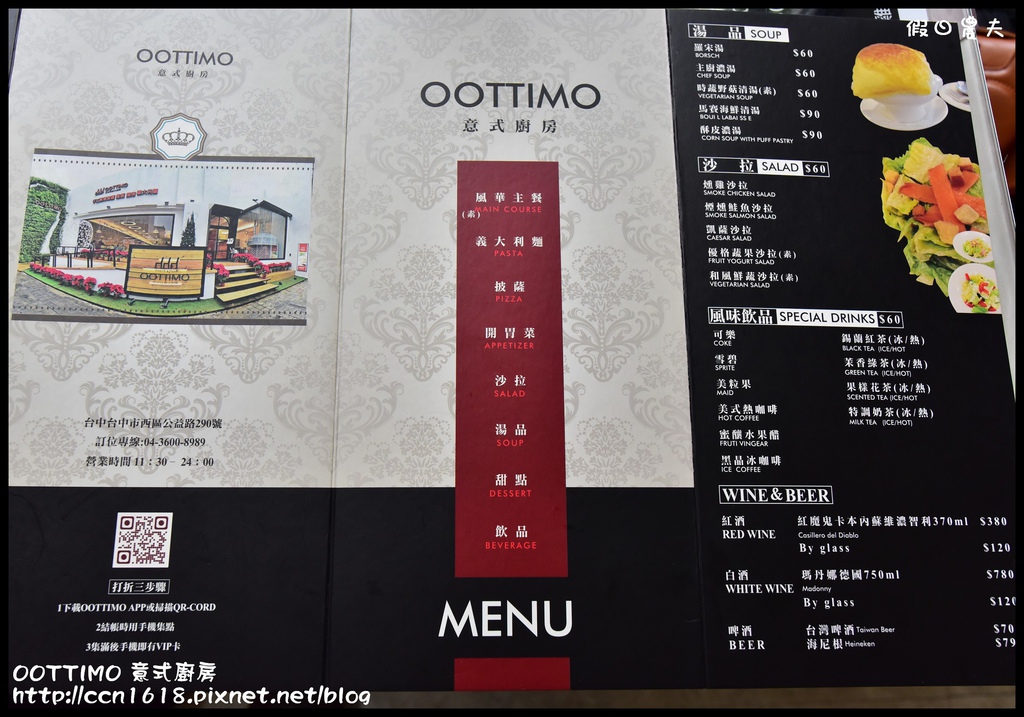 OOTTIMO
意式廚房
OOTTIMO
OOTTIMO
台中台中市西區公益路290號
訂位專線:04-3600-8989
營業時間 11：30－ 24：00
打折三步驟
1下載OOTTIMO APP或掃描QR-CORD
2結帳時用手機集點
3集滿後手機即有VIP卡
OOTTIMO
意式廚房
風華主餐
(素) MAIN COURSE
義大利麵
PASTA
披薩
PIZZA
開胃菜
APPETIZER
沙拉
SALAD
湯品
SOUP
甜點
DESSERT
飲品
BEVERAGE
MENU
湯 品 SOUP
羅宋湯 $60
BORSCH
主廚濃湯 $60
CHEF SOUP
時蔬野菇清湯(素) $60
VEGETARIAN SOUP
馬賽海鮮清湯 $90
BOUI L LABAI SS E
酥皮濃湯 $90
CORN SOUP WITH PUFF PASTRY
沙 拉 SALAD $60
燻雞沙拉
SMOKE CHICKEN SALAD
煙燻鮭魚沙拉
SMOKE SALMON SALAD
凱薩沙拉
CAESAR SALAD
優格蔬果沙拉(素)
FRUIT YOGURT SALAD
和風鮮蔬沙拉(素)
VEGETARIAN SALAD
風味飲品 SPECIAL DRINKS $60
可樂
COKE
雪碧
SPRITE
美粒果
MAID
美式熱咖啡
HOT COFFEE
蜜釀水果醋
FRUTI VINGEAR
黑品冰咖啡
ICE COFFEE
錫蘭紅茶(冰/熱)
BLACK TEA (ICE/HOT
茉香綠茶(冰/熱)
GREEN TEA (ICE/HOT)
果樣花茶(冰/熱)
SCENTED TEA (ICE/HOT)
特調奶茶(冰/熱)
MILK TEA (ICE/HOT)
WINE & BEER
紅酒 紅魔鬼卡本內蘇維濃智利370ml $380
RED WINE Casillero del Diablo
By glass $120
白酒 瑪丹娜德國750ml $780
WHITE WINE Madonny
By glass $120
啤酒 台灣啤酒 Taiwan Beer $70
BEER 海尼根 Heineken $79
假日農夫
OOTTIMO 意式廚房
http://ccn1618.pixnet.net/blog